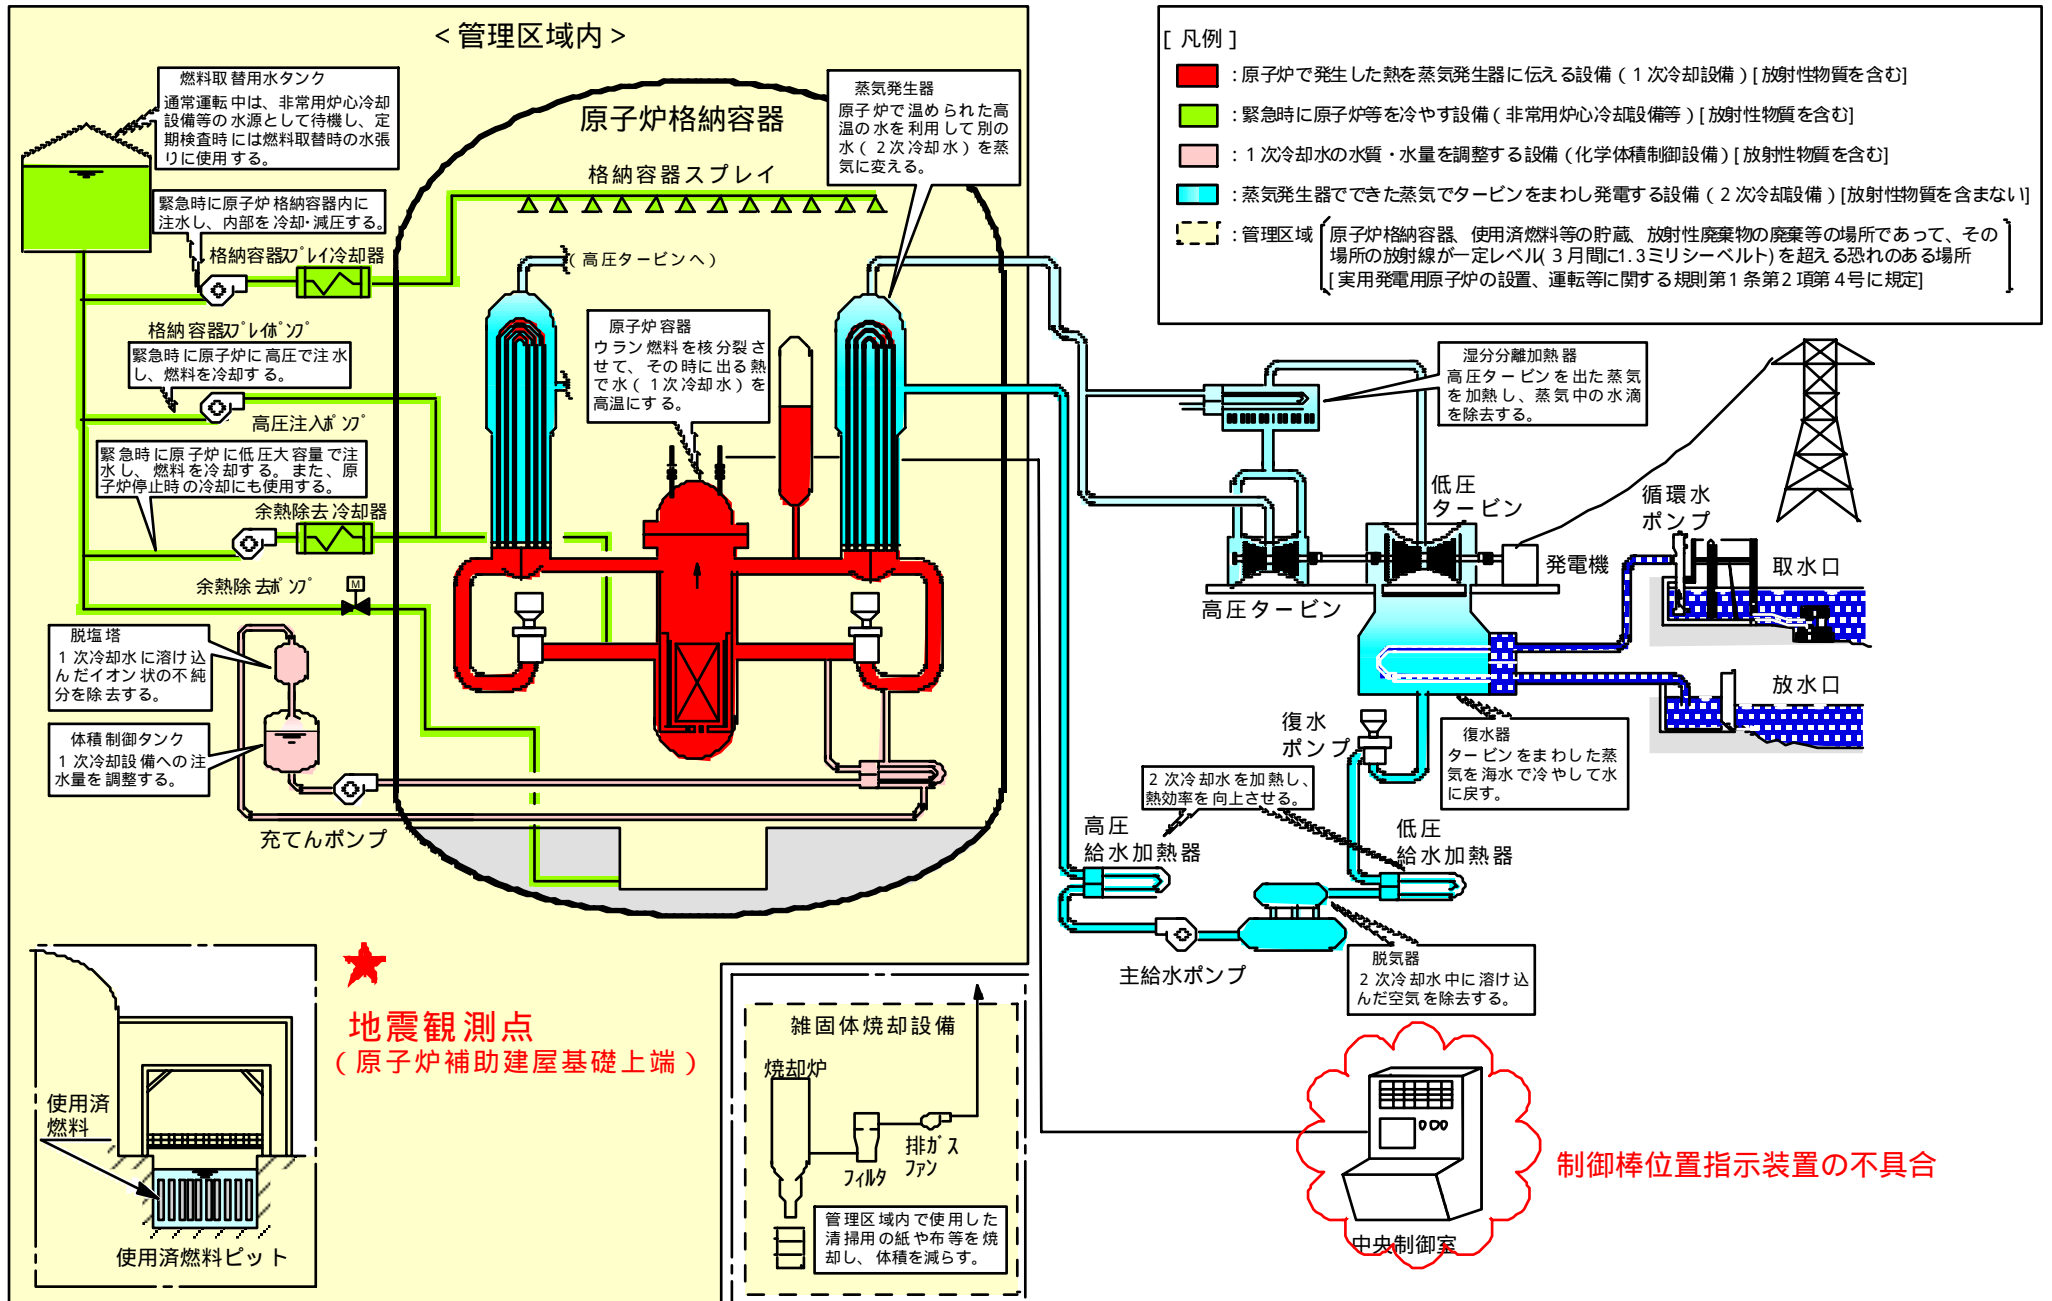 ＜管理区域内＞
燃料取替用水タンク
通常運転中は、非常用炉心冷却
設備等の水源として待機し、定
期検査時には燃料取替時の水張
りに使用する。
原子炉格納容器
蒸気発生器
原子炉で温められた高
温の水を利用して別の
水（２次冷却水）を蒸
気に変える。
格納容器スプレイ
緊急時に原子炉格納容器内に
注水し、内部を冷却・減圧する。
格納容器ｽﾌﾟﾚｲ冷却器
（高圧タービンへ）
格納容器ｽﾌﾟﾚｲﾎﾟﾝﾌﾟ
緊急時に原子炉に高圧で注水
し、燃料を冷却する。
高圧注入ﾎﾟﾝﾌﾟ
原子炉容器
ウラン燃料を核分裂さ
せて、その時に出る熱
で水（１次冷却水）を
高温にする。
緊急時に原子炉に低圧大容量で注
水し、燃料を冷却する。また、原
子炉停止時の冷却にも使用する。
余熱除去冷却器
余熱除去ﾎﾟﾝﾌﾟ
M
脱塩塔
１次冷却水に溶け込
んだイオン状の不純
分を除去する。
体積制御タンク
１次冷却設備への注
水量を調整する。
充てんポンプ
［凡例］
：原子炉で発生した熱を蒸気発生器に伝える設備（１次冷却設備）[放射性物質を含む]
：緊急時に原子炉等を冷やす設備（非常用炉心冷却設備等）[放射性物質を含む]
：１次冷却水の水質・水量を調整する設備（化学体積制御設備）[放射性物質を含む]
：蒸気発生器でできた蒸気でタービンをまわし発電する設備（２次冷却設備）[放射性物質を含まない]
：管理区域
原子炉格納容器、使用済燃料等の貯蔵、放射性廃棄物の廃棄等の場所であって、その
場所の放射線が一定レベル(３月間に1.3ミリシーベルト)を超える恐れのある場所
[実用発電用原子炉の設置、運転等に関する規則第１条第２項第４号に規定]
湿分分離加熱器
高圧タービンを出た蒸気
を加熱し、蒸気中の水滴
を除去する。
低圧
タービン
循環水
ポンプ
発電機
取水口
高圧タービン
放水口
復水
ポンプ
復水器
タービンをまわした蒸
気を海水で冷やして水
に戻す。
２次冷却水を加熱し、
熱効率を向上させる。
高圧
給水加熱器
低圧
給水加熱器
主給水ポンプ
脱気器
２次冷却水中に溶け込
んだ空気を除去する。
地震観測点
（原子炉補助建屋基礎上端）
使用済
燃料
使用済燃料ピット
雑固体焼却設備
焼却炉
フィルタ
排ガス
ファン
管理区域内で使用した
清掃用の紙や布等を焼
却し、体積を減らす。
制御棒位置指示装置の不具合
中央制御室